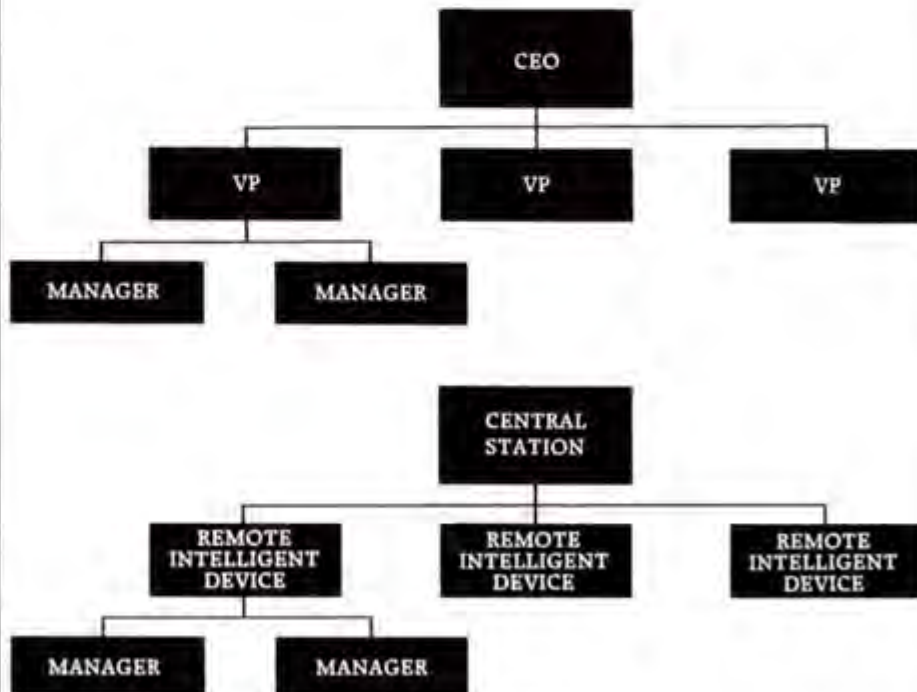 CEO
VP
VP
VP
MANAGER
MANAGER
CENTRAL
STATION
REMOTE
INTELLIGENT
DEVICE
REMOTE
INTELLIGENT
DEVICE
REMOTE
INTELLIGENT
DEVICE
MANAGER
MANAGER